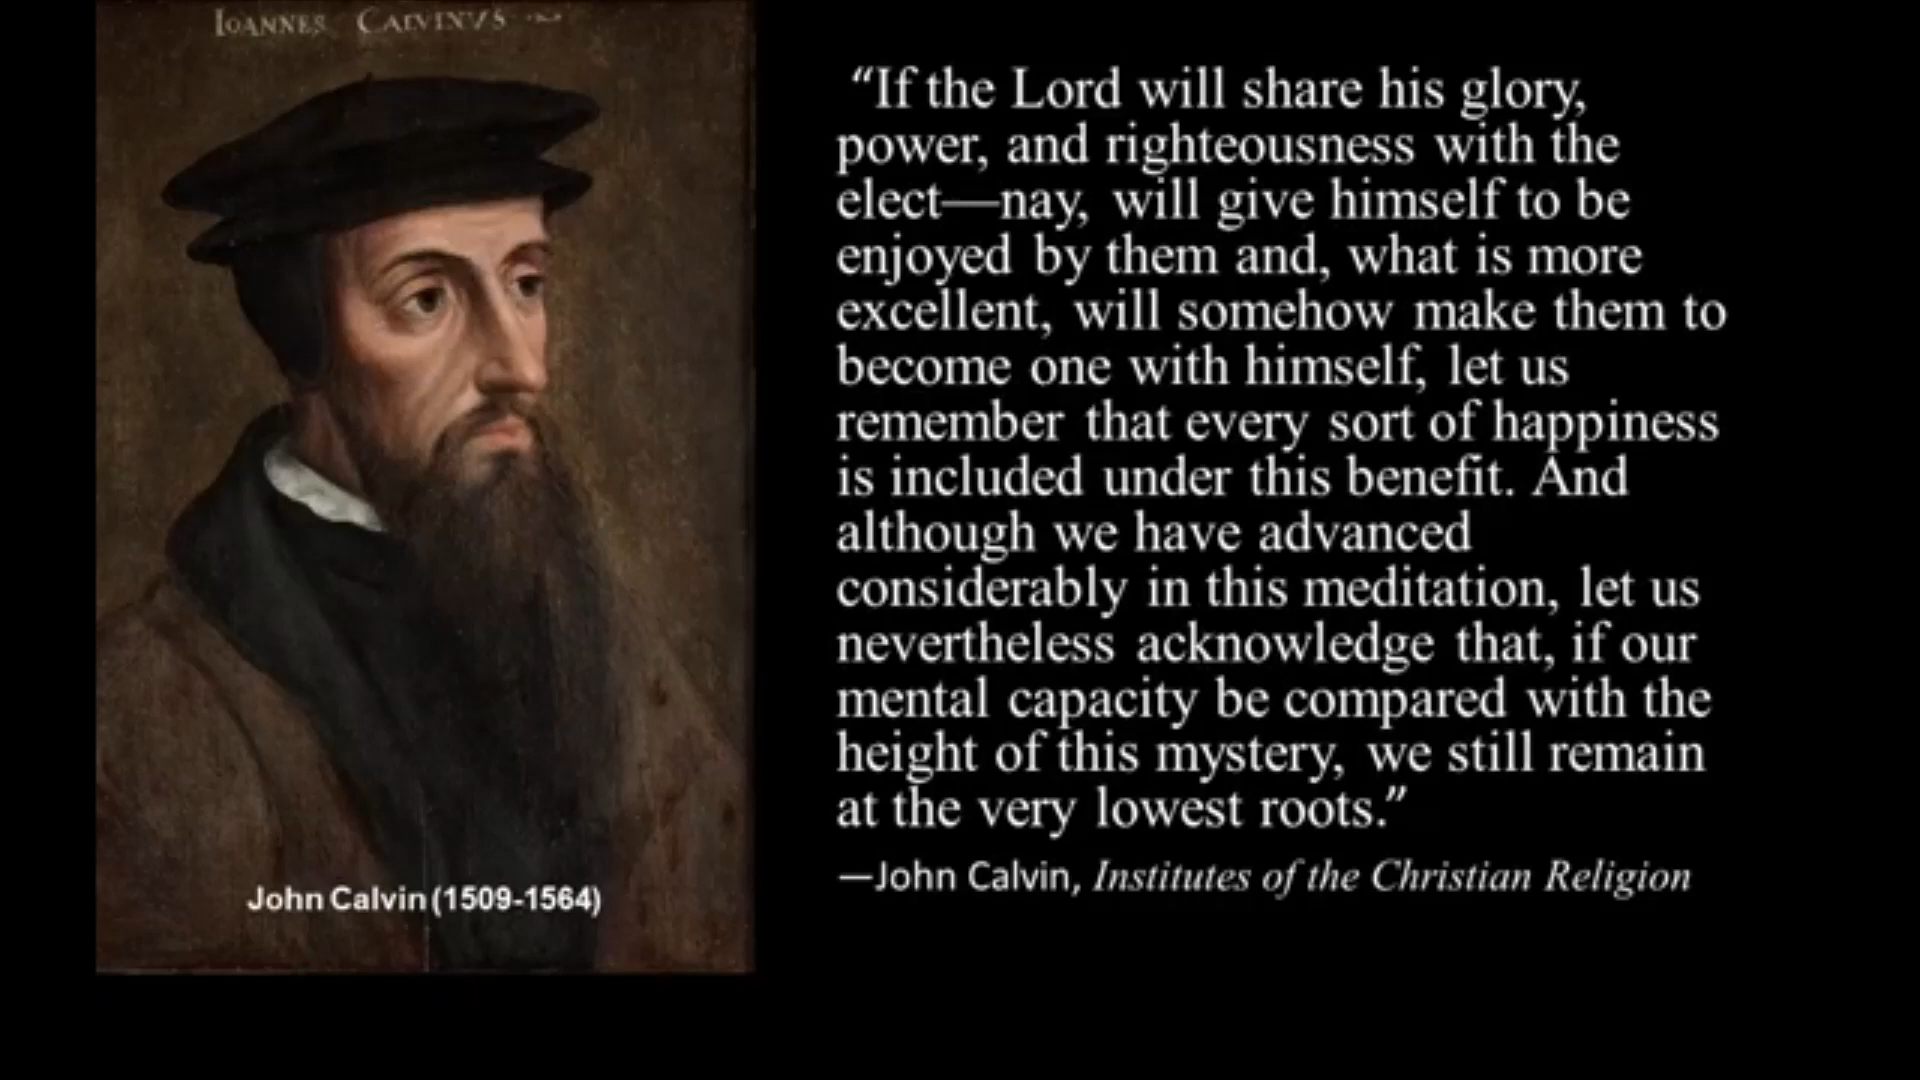 IOANNES CALVINVS
“If the Lord will share his glory,
power, and righteousness with the
elect—nay, will give himself to be
enjoyed by them and, what is more
excellent, will somehow make them to
become one with himself, let us
remember that every sort of happiness
is included under this benefit. And
although we have advanced
considerably in this meditation, let us
nevertheless acknowledge that, if our
mental capacity be compared with the
height of this mystery, we still remain
at the very lowest roots.”
—John Calvin, Institutes of the Christian Religion
John Calvin (1509-1564)